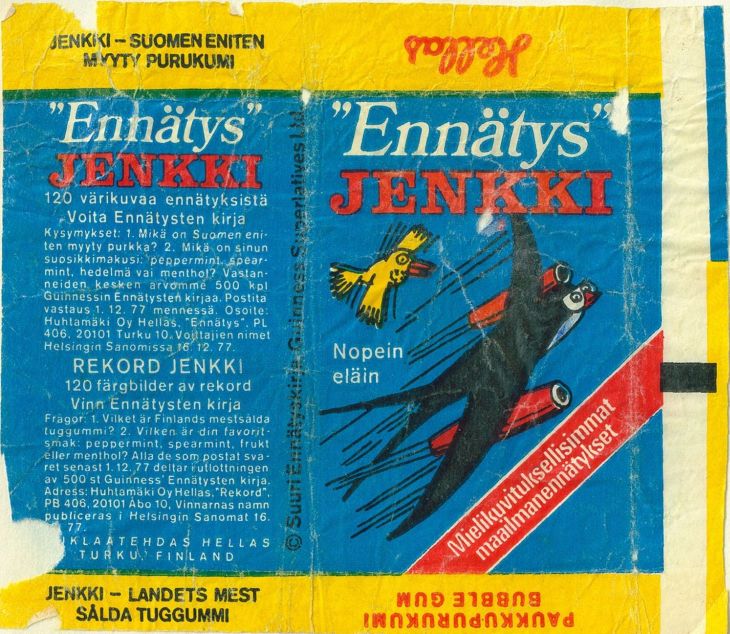 JENKKI – SUOMEN ENITEN
MYYTY PURUKUMI
"Ennätys"
JENKKI
120 värikuvaa ennätyksistä
Voita Ennätysten kirja
Kysymykset: 1. Mikä on Suomen eni-
ten myyty purkka? 2. Mikä on sinun
suosikkimakusi: peppermint, spear-
mint, hedelmä vai menthol? Vastan-
neiden kesken arvomme 500 kpl
Guinnessin Ennätysten kirjaa. Postita
vastaus 1.12.77 mennessä. Osoite:
Huhtamäki Oy Hellas, "Ennätys", PL
406, 20101 Turku 10. Voittajien nimet
Helsingin Sanomissa 16.12.77.
REKORD JENKKI
120 färgbilder av rekord
Vinn Ennätysten kirja
Frågor: 1. Vilket är Finlands mestsålda
tuggummi? 2. Vilken är din favorit-
smak: peppermint, spearmint, frukt
eller menthol? Alla de som postat sva-
ret senast 1.12.77 deltar i utlottningen
av 500 st Guinness' Ennätysten kirja.
Adress: Huhtamäki Oy Hellas, "Rekord",
PB 406, 20101 Åbo 10, Vinnarnas namn
publiceras i Helsingin Sanomat 16.
77.
KLAATEHDAS HELLAS
TURKU, FINLAND
JENKKI – LANDETS MEST
SÅLDA TUGGUMMI
© Suuri Ennätyskirja, Guinness Superlatives Ltd
Hellas
"Ennätys"
JENKKI
Nopein
eläin
Mielikuvituksellisimmat
maailmanennätykset
PAUKKUPURUKUMI
BUBBLE GUM